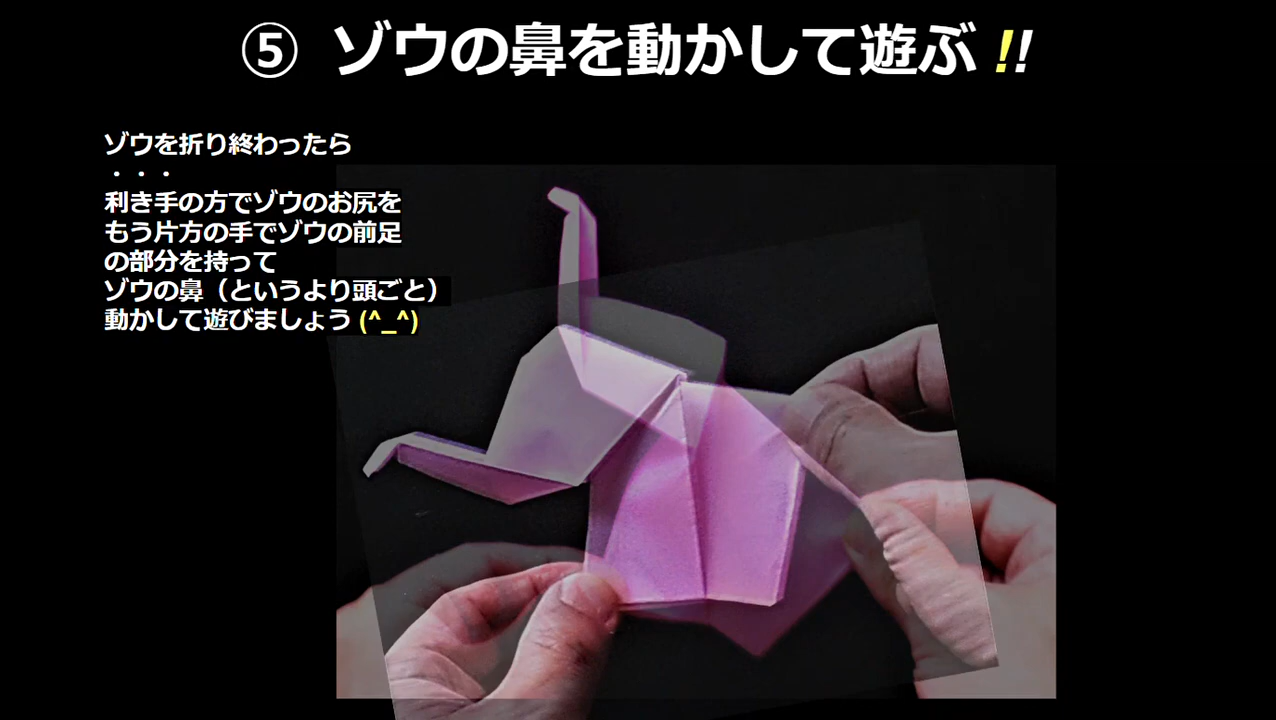 ⑤ ゾウの鼻を動かして遊ぶ !!
ゾウを折り終わったら
・・・
利き手の方でゾウのお尻を
もう片方の手でゾウの前足
の部分を持って
ゾウの鼻（というより頭ごと）
動かして遊びましょう (^_^)